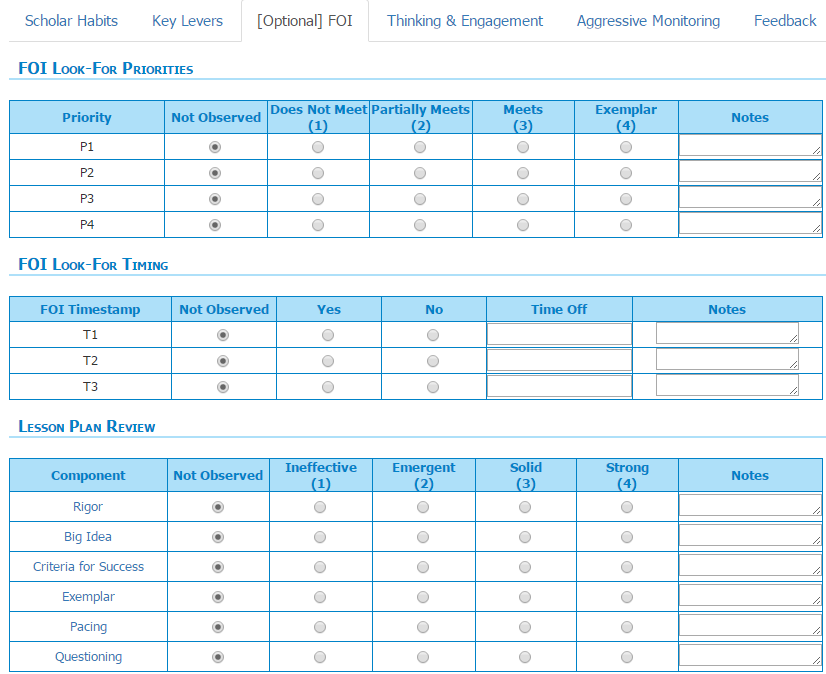 Scholar Habits Key Levers [Optional] FOI Thinking & Engagement Aggressive Monitoring Feedback
FOI Look-For Priorities
Priority Not Observed Does Not Meet (1) Partially Meets (2) Meets (3) Exemplar (4) Notes
P1
P2
P3
P4
FOI Look-For Timing
FOI Timestamp Not Observed Yes No Time Off Notes
T1
T2
T3
Lesson Plan Review
Component Not Observed Ineffective (1) Emergent (2) Solid (3) Strong (4) Notes
Rigor
Big Idea
Criteria for Success
Exemplar
Pacing
Questioning